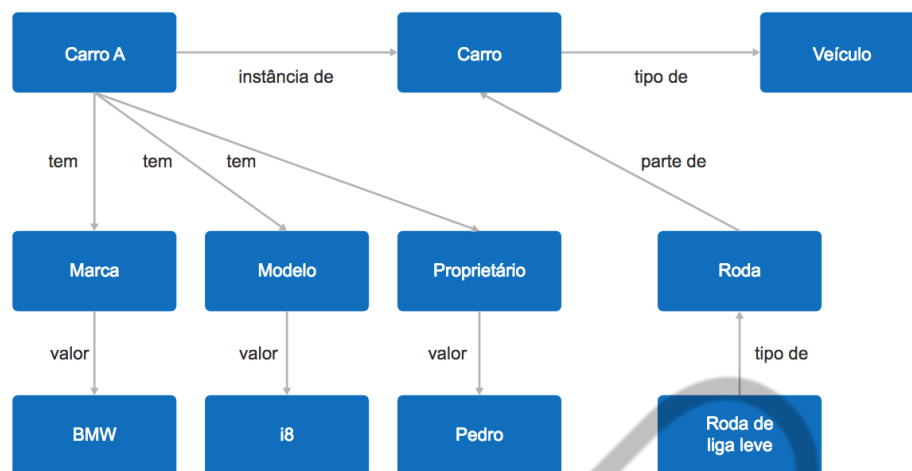 Carro A
instância de
Carro
tipo de
Veículo
tem
tem
tem
parte de
Marca
Modelo
Proprietário
Roda
valor
valor
valor
tipo de
BMW
i8
Pedro
Roda de
liga leve